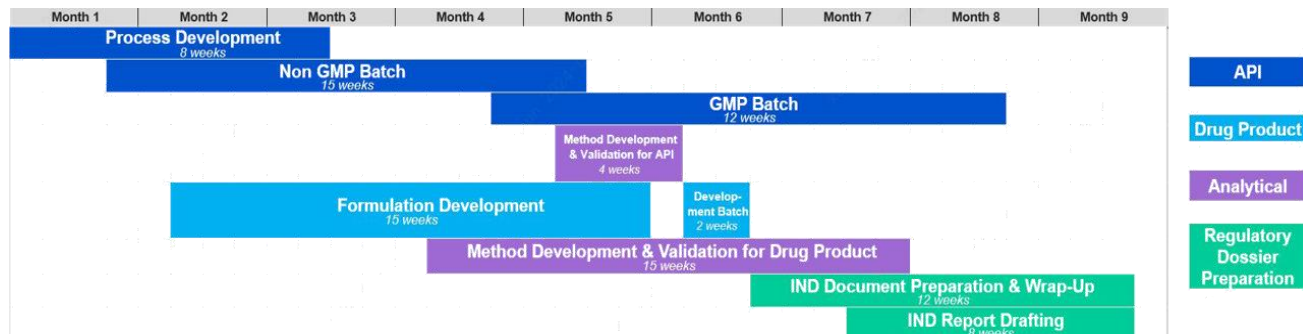 Month 1 Month 2 Month 3 Month 4 Month 5 Month 6 Month 7 Month 8 Month 9
Process Development
8 weeks
Non GMP Batch
15 weeks
GMP Batch
12 weeks
Method Development
& Validation for API
4 weeks
Formulation Development
15 weeks
Develop-
ment Batch
2 weeks
Method Development & Validation for Drug Product
15 weeks
IND Document Preparation & Wrap-Up
12 weeks
IND Report Drafting
8 weeks
API
Drug Product
Analytical
Regulatory
Dossier
Preparation